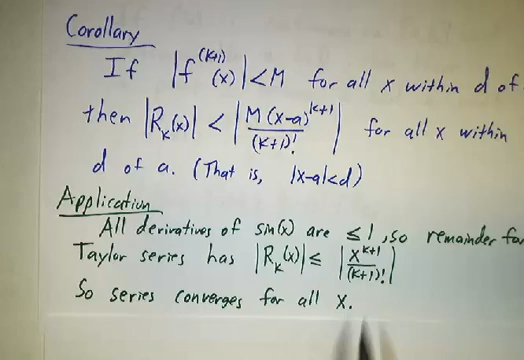 Corollary
If |f^(k+1)(x)| < M for all x within d of
then |R_k(x)| < |M(x-a)^(k+1)/(k+1)!| for all x within
d of a. (That is, |x-a|<d)
Application
All derivatives of sin(x) are ≤ 1, so remainder for
Taylor series has |R_k(x)| ≤ |x^(k+1)/(k+1)!|
So series converges for all x.